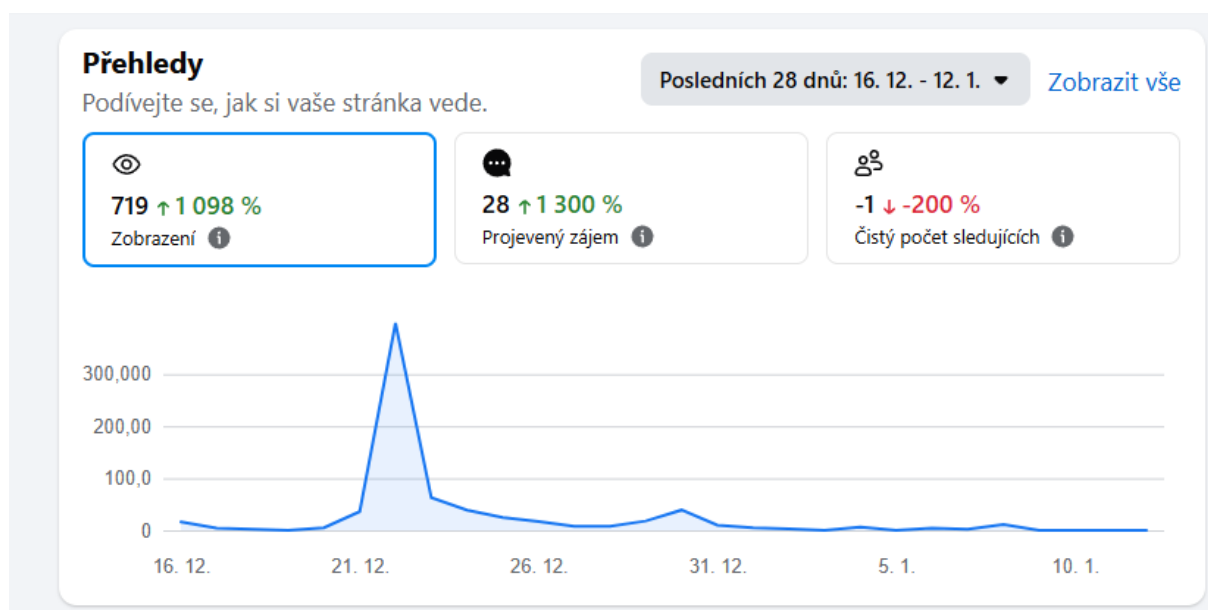 Přehledy
Podívejte se, jak si vaše stránka vede.
Posledních 28 dnů: 16. 12. - 12. 1.
Zobrazit vše
719 ↑ 1 098 %
Zobrazení
28 ↑ 1 300 %
Projevený zájem
-1 ↓ -200 %
Čistý počet sledujících
300,000
200,00
100,0
0
16. 12. 21. 12. 26. 12. 31. 12. 5. 1. 10. 1.